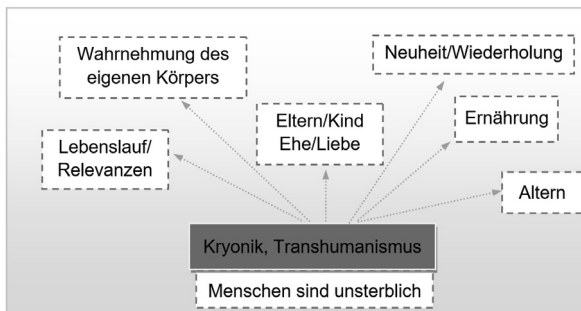 Wahrnehmung des
eigenen Körpers
Neuheit/Wiederholung
Eltern/Kind
Ehe/Liebe
Ernährung
Lebenslauf/
Relevanzen
Altern
Kryonik, Transhumanismus
Menschen sind unsterblich